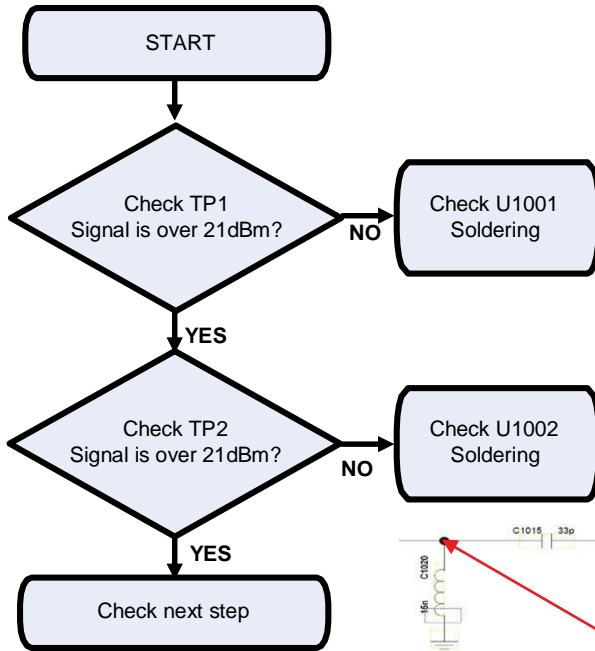 START
Check TP1
Signal is over 21dBm?
NO
Check U1001
Soldering
YES
Check TP2
Signal is over 21dBm?
NO
Check U1002
Soldering
YES
C1015 33p
C1020
15n
Check next step